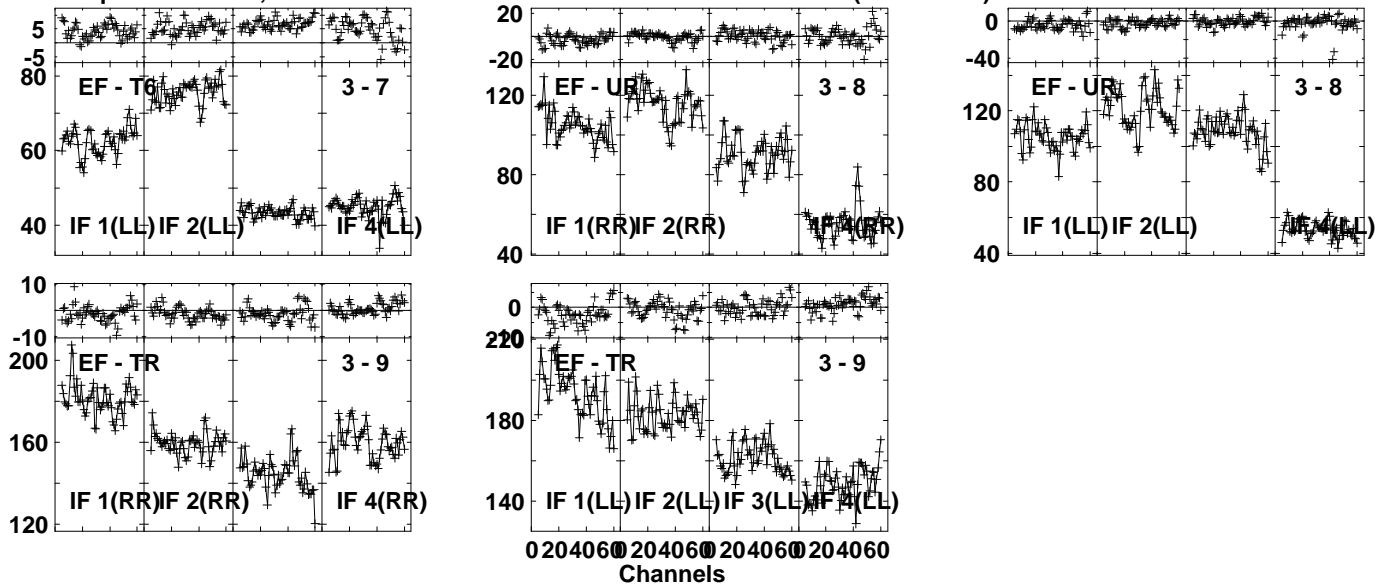 5
-5
80
60
40
EF - T6
3 - 7
IF 1(LL)
IF 2(LL)
IF 4(LL)
20
-20
120
80
40
EF - UR
3 - 8
IF 1(RR)
IF 2(RR)
IF 4(RR)
0
-40
120
80
40
EF - UR
3 - 8
IF 1(LL)
IF 2(LL)
IF 4(LL)
10
-10
200
160
120
EF - TR
3 - 9
IF 1(RR)
IF 2(RR)
IF 4(RR)
0
180
140
EF - TR
3 - 9
IF 1(LL)
IF 2(LL)
IF 3(LL)
IF 4(LL)
0 20 40 60
0 20 40 60
0 20 40 60
0 20 40 60
Channels